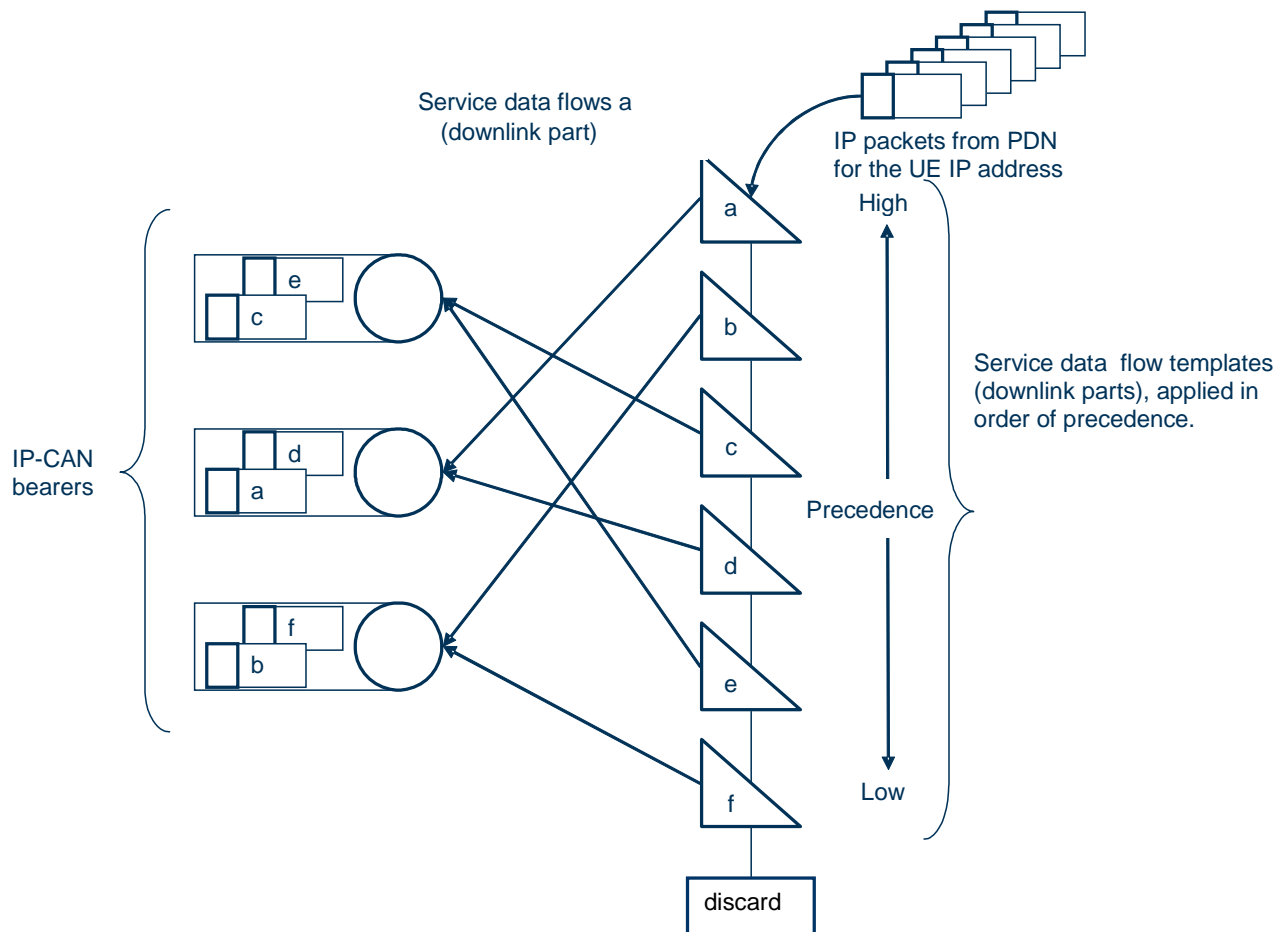 Service data flows a
(downlink part)
IP packets from PDN
for the UE IP address
High
a
e
c
b
Service data flow templates
(downlink parts), applied in
order of precedence.
c
IP-CAN
bearers
d
a
Precedence
d
f
b
e
f
Low
discard